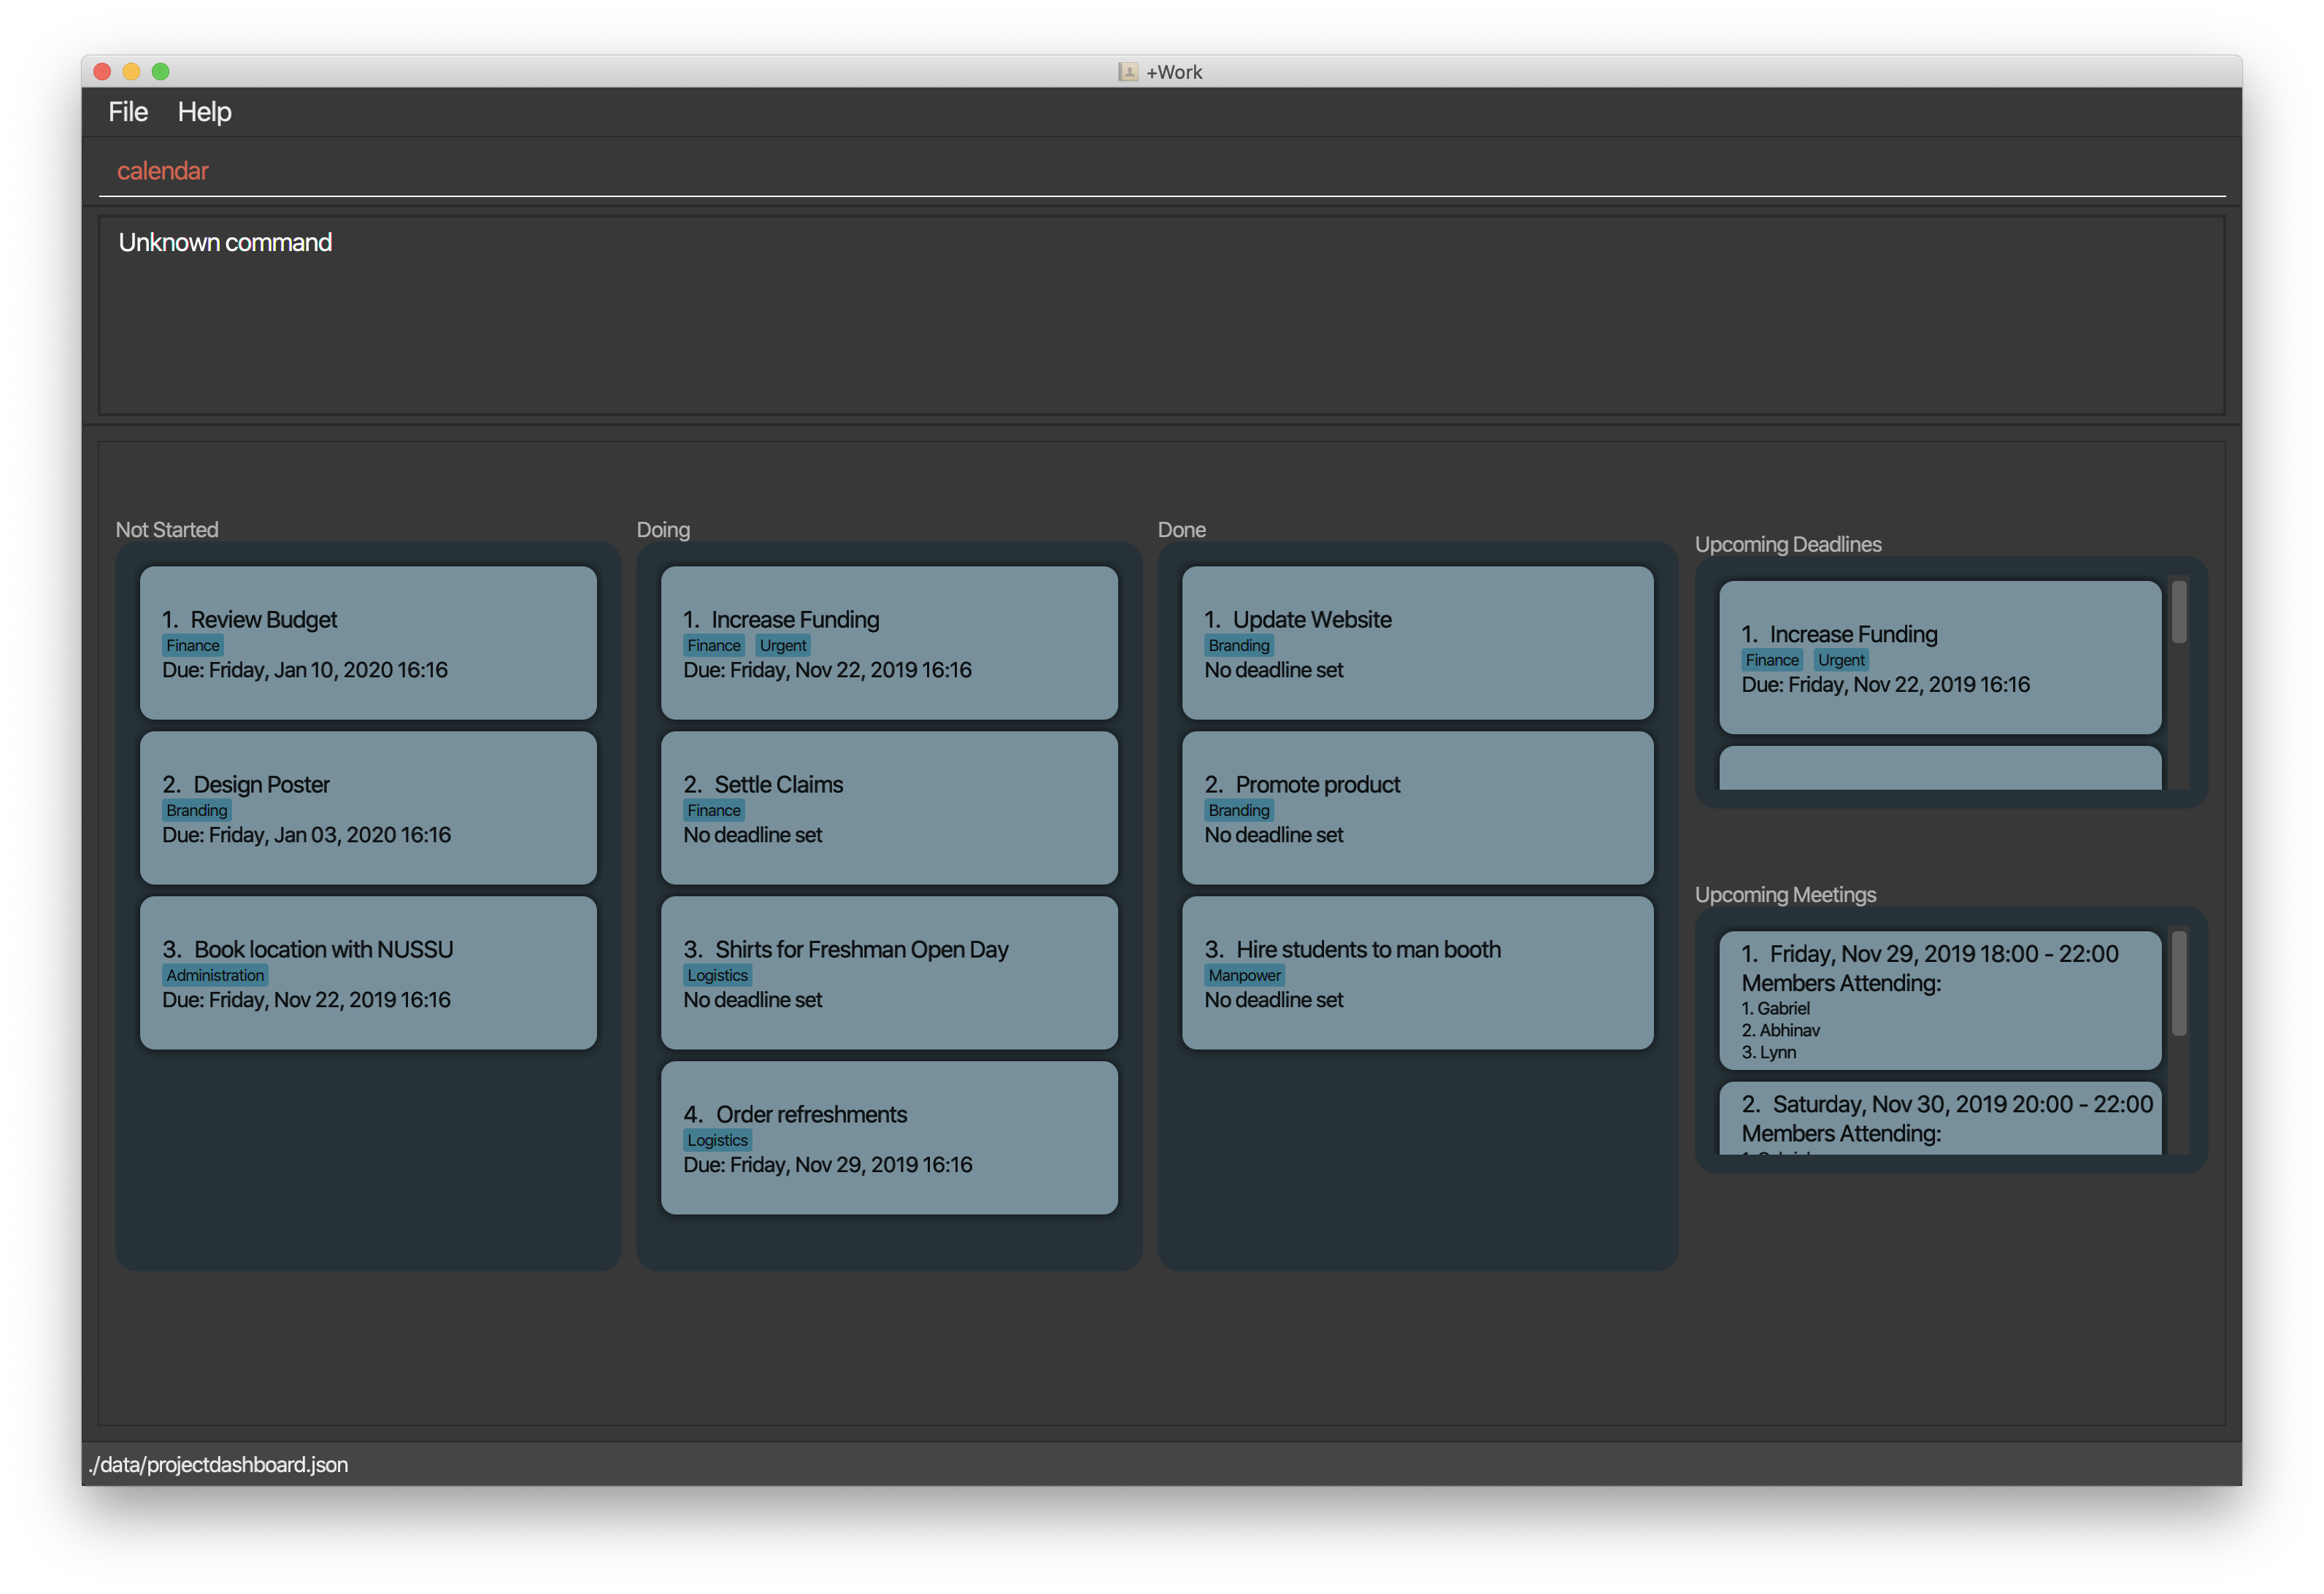 +Work
File Help
calendar
Unknown command
Not Started
1. Review Budget
Finance
Due: Friday, Jan 10, 2020 16:16
2. Design Poster
Branding
Due: Friday, Jan 03, 2020 16:16
3. Book location with NUSSU
Administration
Due: Friday, Nov 22, 2019 16:16
Doing
1. Increase Funding
Finance Urgent
Due: Friday, Nov 22, 2019 16:16
2. Settle Claims
Finance
No deadline set
3. Shirts for Freshman Open Day
Logistics
No deadline set
4. Order refreshments
Logistics
Due: Friday, Nov 29, 2019 16:16
Done
1. Update Website
Branding
No deadline set
2. Promote product
Branding
No deadline set
3. Hire students to man booth
Manpower
No deadline set
Upcoming Deadlines
1. Increase Funding
Finance Urgent
Due: Friday, Nov 22, 2019 16:16
Upcoming Meetings
1. Friday, Nov 29, 2019 18:00 - 22:00
Members Attending:
1. Gabriel
2. Abhinav
3. Lynn
2. Saturday, Nov 30, 2019 20:00 - 22:00
Members Attending:
./data/projectdashboard.json